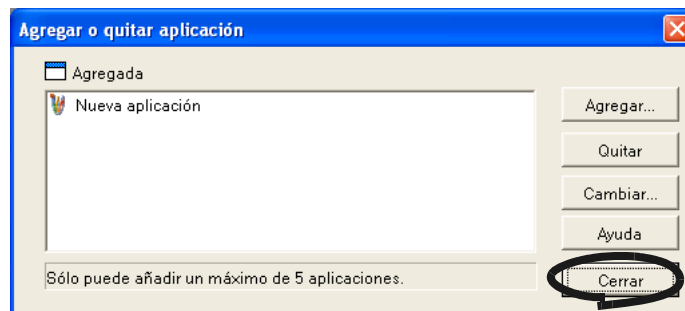 Agregar o quitar aplicación
Agregada
Nueva aplicación
Agregar...
Quitar
Cambiar...
Ayuda
Sólo puede añadir un máximo de 5 aplicaciones.
Cerrar